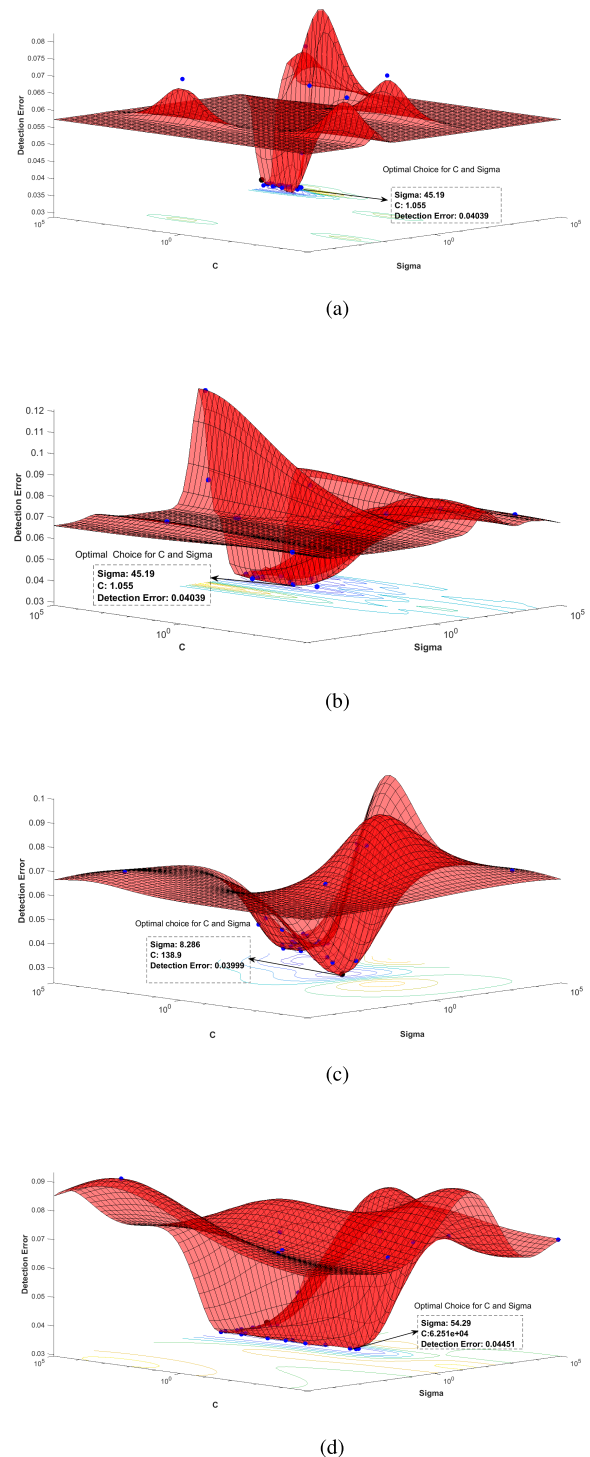 0.08
0.075
0.07
0.065
0.06
0.055
0.05
0.045
0.04
0.035
0.03
Detection Error
Optimal Choice for C and Sigma
Sigma: 45.19
C: 1.055
Detection Error: 0.04039
10^5
10^0
C
Sigma
10^0
10^5
(a)
0.12
0.11
0.1
0.09
0.08
0.07
0.06
0.05
0.04
0.03
Detection Error
Optimal Choice for C and Sigma
Sigma: 45.19
C: 1.055
Detection Error: 0.04039
10^5
10^0
C
Sigma
10^0
10^5
(b)
0.1
0.09
0.08
0.07
0.06
0.05
0.04
0.03
Detection Error
Optimal choice for C and Sigma
Sigma: 8.286
C: 138.9
Detection Error: 0.03999
10^5
10^0
C
Sigma
10^0
10^5
(c)
0.09
0.08
0.07
0.06
0.05
0.04
0.03
Detection Error
Optimal Choice for C and Sigma
Sigma: 54.29
C:6.251e+04
Detection Error: 0.04451
10^5
10^0
C
Sigma
10^0
10^5
(d)